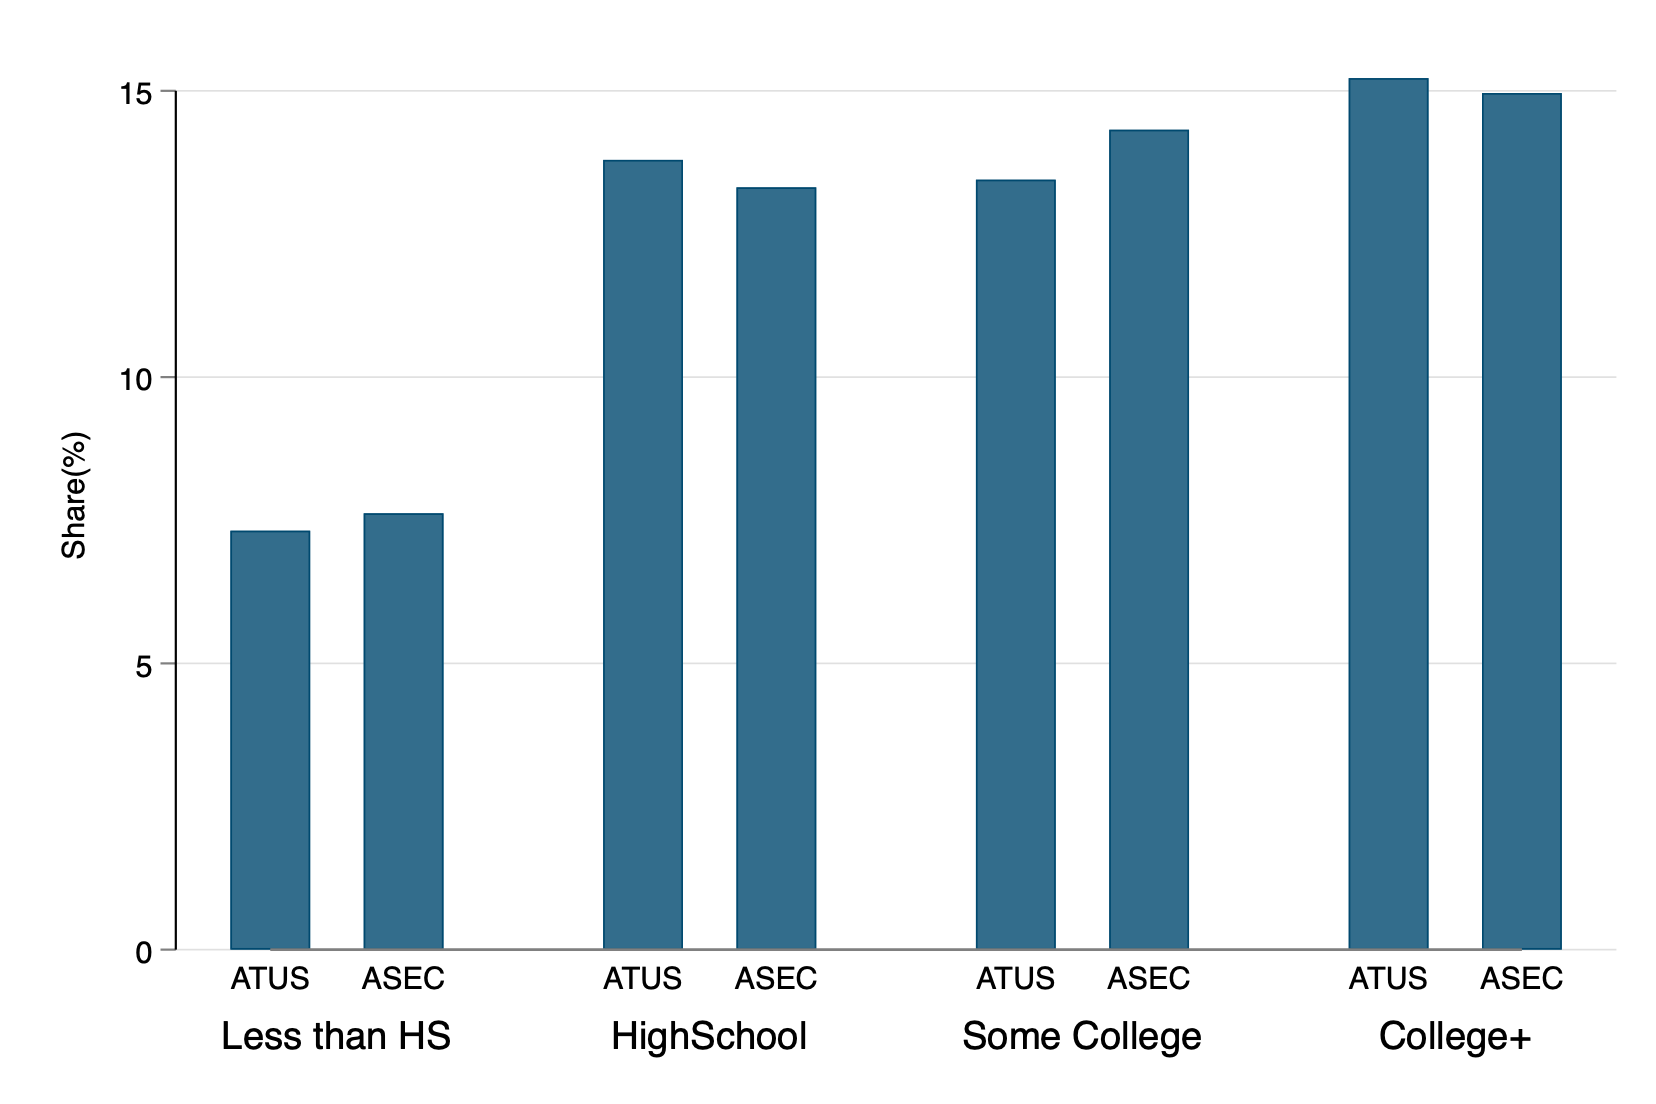 15
10
5
0
Share(%)
ATUS ASEC ATUS ASEC ATUS ASEC ATUS ASEC
Less than HS HighSchool Some College College+